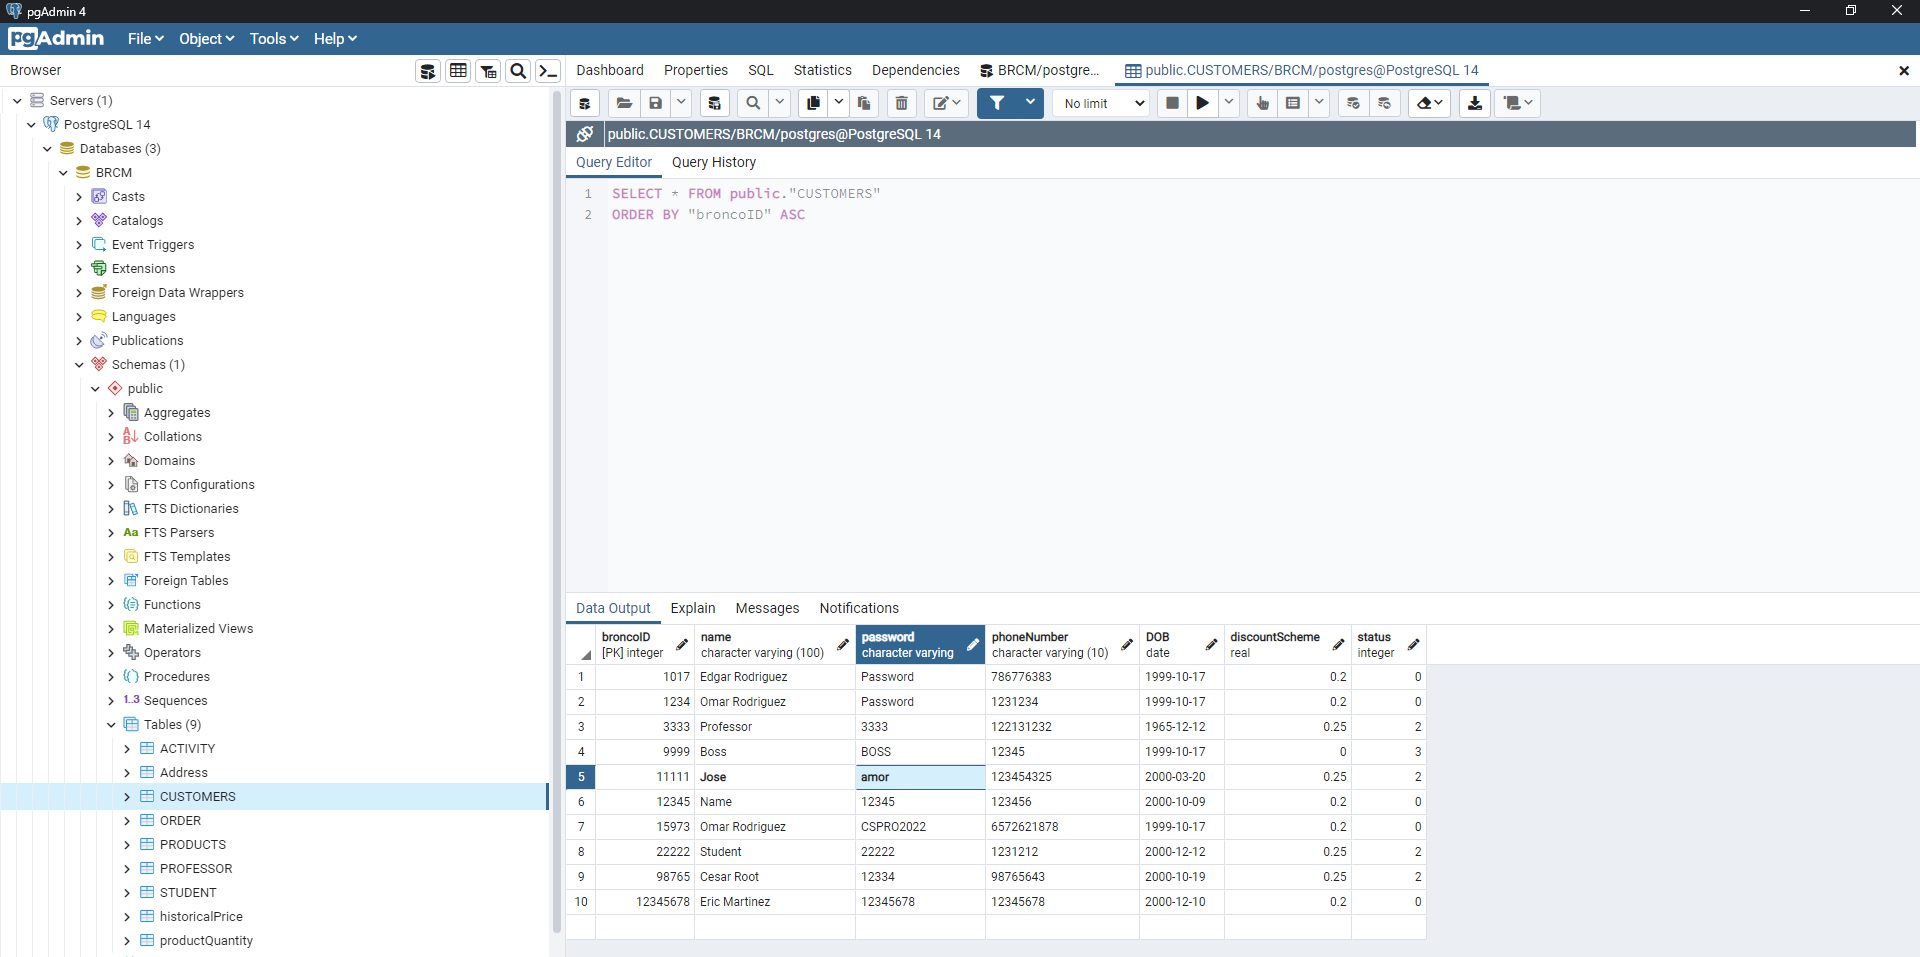 pgAdmin 4
pgAdmin File Object Tools Help
Browser
Dashboard Properties SQL Statistics Dependencies BRCM/postgre... public.CUSTOMERS/BRCM/postgres@PostgreSQL 14
Servers (1)
PostgreSQL 14
Databases (3)
BRCM
Casts
Catalogs
Event Triggers
Extensions
Foreign Data Wrappers
Languages
Publications
Schemas (1)
public
Aggregates
Collations
Domains
FTS Configurations
FTS Dictionaries
Aa FTS Parsers
FTS Templates
Foreign Tables
Functions
Materialized Views
Operators
Procedures
1..3 Sequences
Tables (9)
ACTIVITY
Address
CUSTOMERS
ORDER
PRODUCTS
PROFESSOR
STUDENT
historicalPrice
productQuantity
No limit
public.CUSTOMERS/BRCM/postgres@PostgreSQL 14
Query Editor Query History
1 SELECT * FROM public."CUSTOMERS"
2 ORDER BY "broncoID" ASC
Data Output Explain Messages Notifications
broncoID name password phoneNumber DOB discountScheme status
[PK] integer character varying (100) character varying character varying (10) date real integer
1 1017 Edgar Rodriguez Password 786776383 1999-10-17 0.2 0
2 1234 Omar Rodriguez Password 1231234 1999-10-17 0.2 0
3 3333 Professor 3333 122131232 1965-12-12 0.25 2
4 9999 Boss BOSS 12345 1999-10-17 0 3
5 11111 Jose amor 123454325 2000-03-20 0.25 2
6 12345 Name 12345 123456 2000-10-09 0.2 0
7 15973 Omar Rodriguez CSPRO2022 6572621878 1999-10-17 0.2 0
8 22222 Student 22222 1231212 2000-12-12 0.25 2
9 98765 Cesar Root 12334 98765643 2000-10-19 0.25 2
10 12345678 Eric Martinez 12345678 12345678 2000-12-10 0.2 0